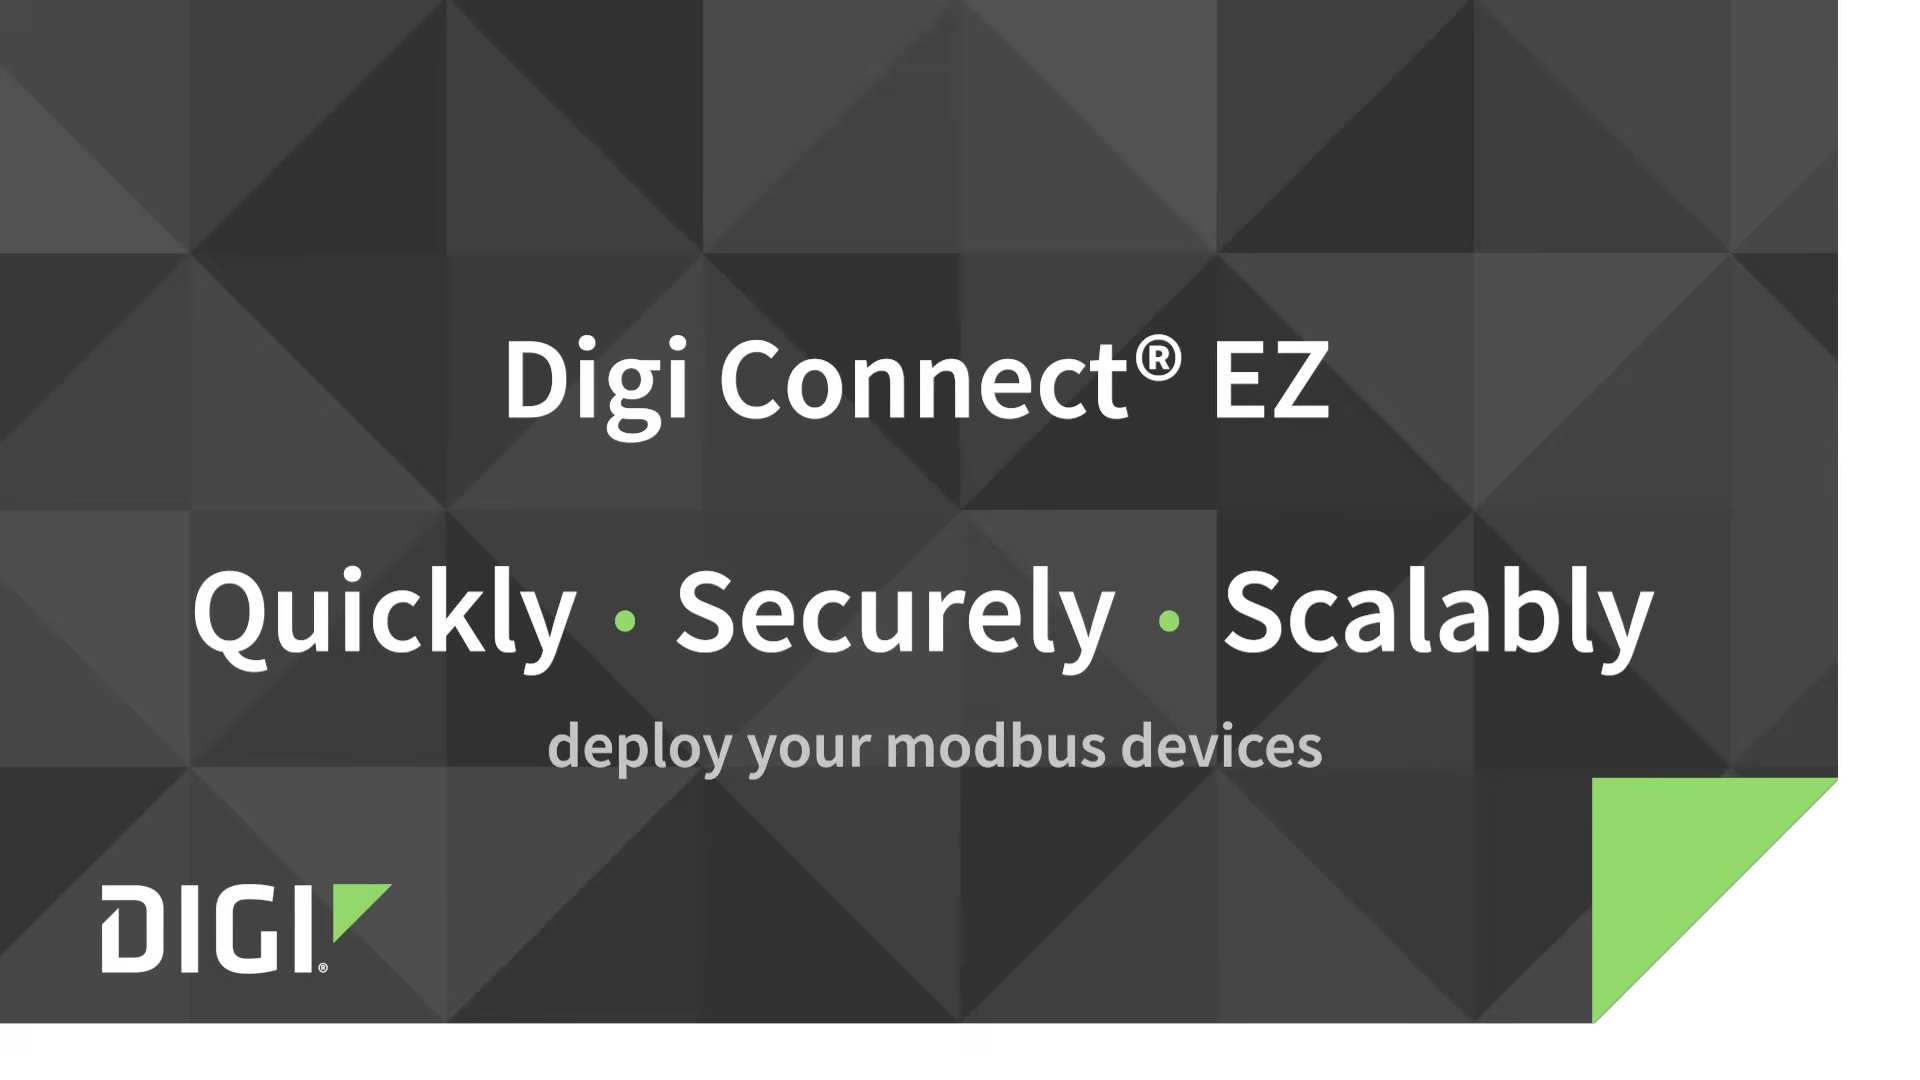 Digi Connect® EZ
Quickly • Securely • Scalably
deploy your modbus devices
DIGI®